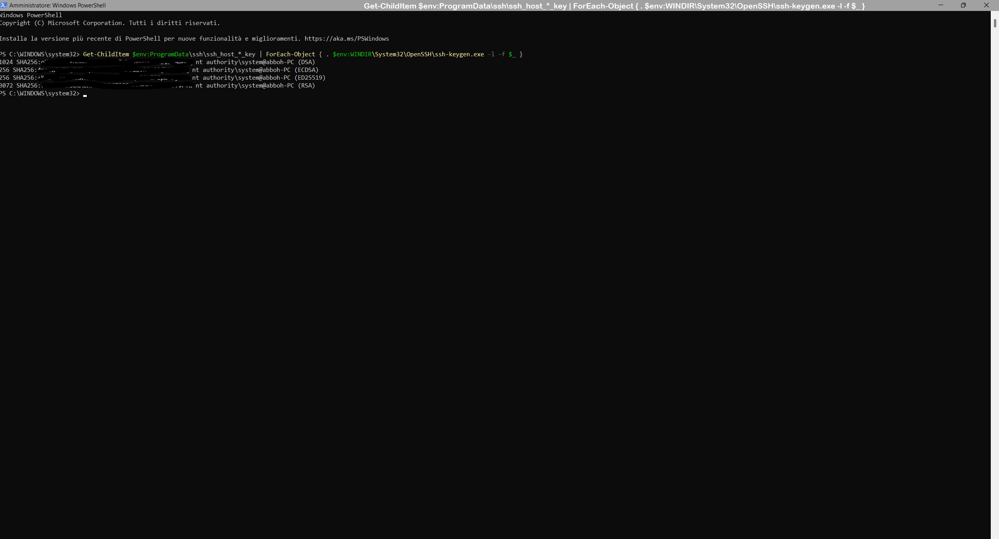 Amministratore: Windows PowerShell
Get-ChildItem $env:ProgramData\ssh\ssh_host_*_key | ForEach-Object { . $env:WINDIR\System32\OpenSSH\ssh-keygen.exe -l -f $_ }
Windows PowerShell
Copyright (C) Microsoft Corporation. Tutti i diritti riservati.
Installa la versione più recente di PowerShell per nuove funzionalità e miglioramenti. https://aka.ms/PSWindows
PS C:\WINDOWS\system32> Get-ChildItem $env:ProgramData\ssh\ssh_host_*_key | ForEach-Object { . $env:WINDIR\System32\OpenSSH\ssh-keygen.exe -l -f $_ }
1024 SHA256: nt authority\system@abboh-PC (DSA)
256 SHA256: nt authority\system@abboh-PC (ECDSA)
256 SHA256: nt authority\system@abboh-PC (ED25519)
3072 SHA256: nt authority\system@abboh-PC (RSA)
PS C:\WINDOWS\system32>